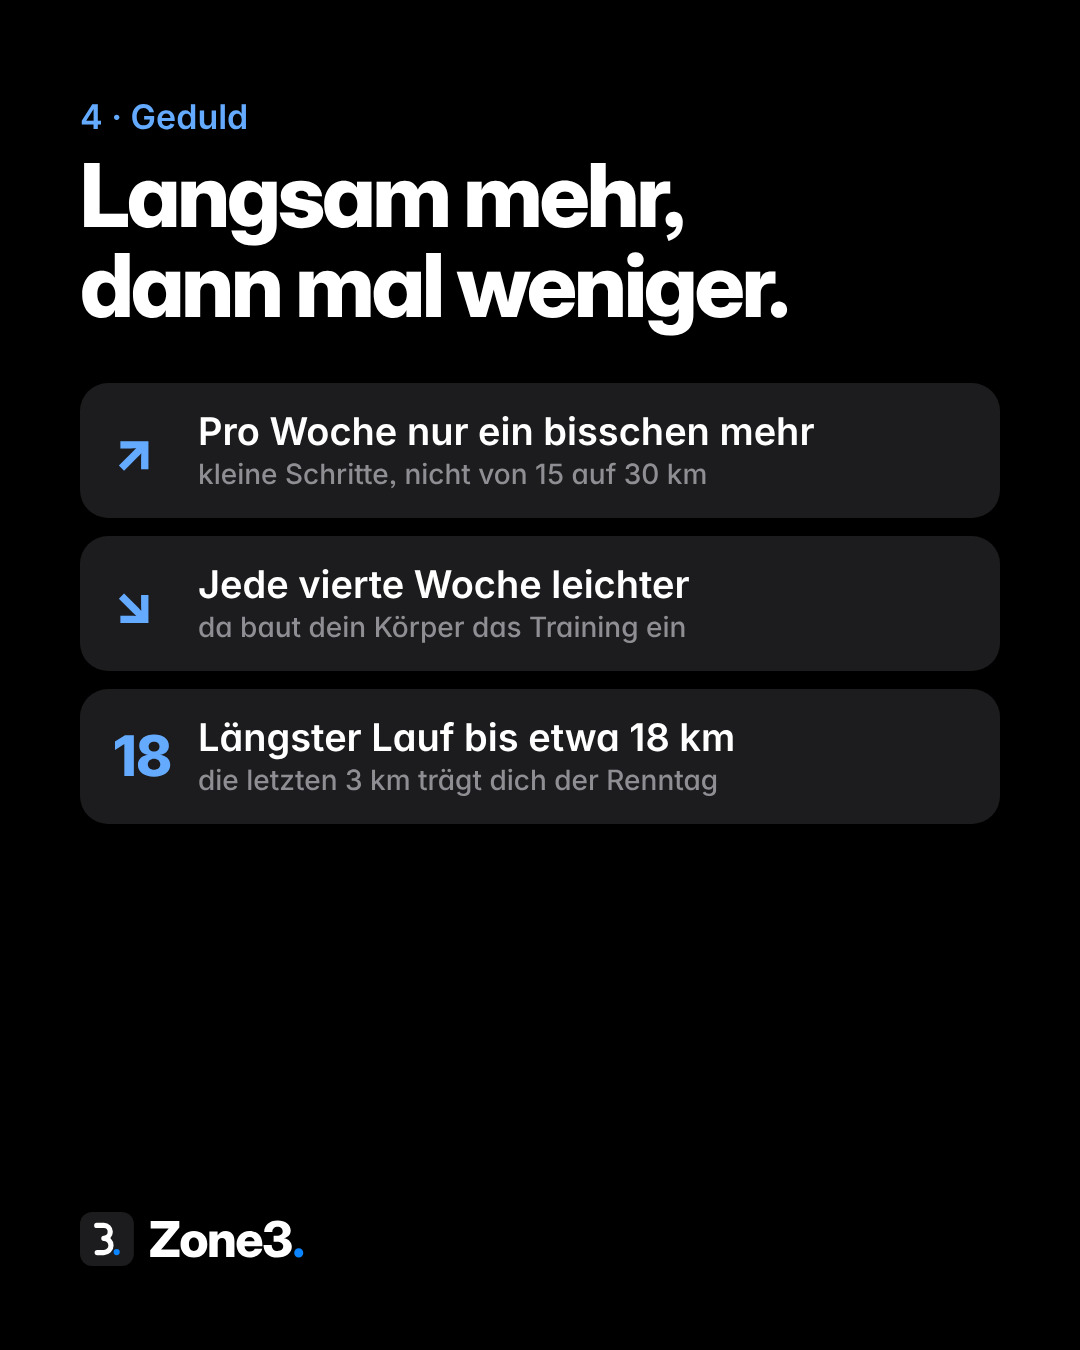 4 · Geduld
Langsam mehr,
dann mal weniger.
↗ Pro Woche nur ein bisschen mehr
kleine Schritte, nicht von 15 auf 30 km
↘ Jede vierte Woche leichter
da baut dein Körper das Training ein
18 Längster Lauf bis etwa 18 km
die letzten 3 km trägt dich der Renntag
3. Zone3.